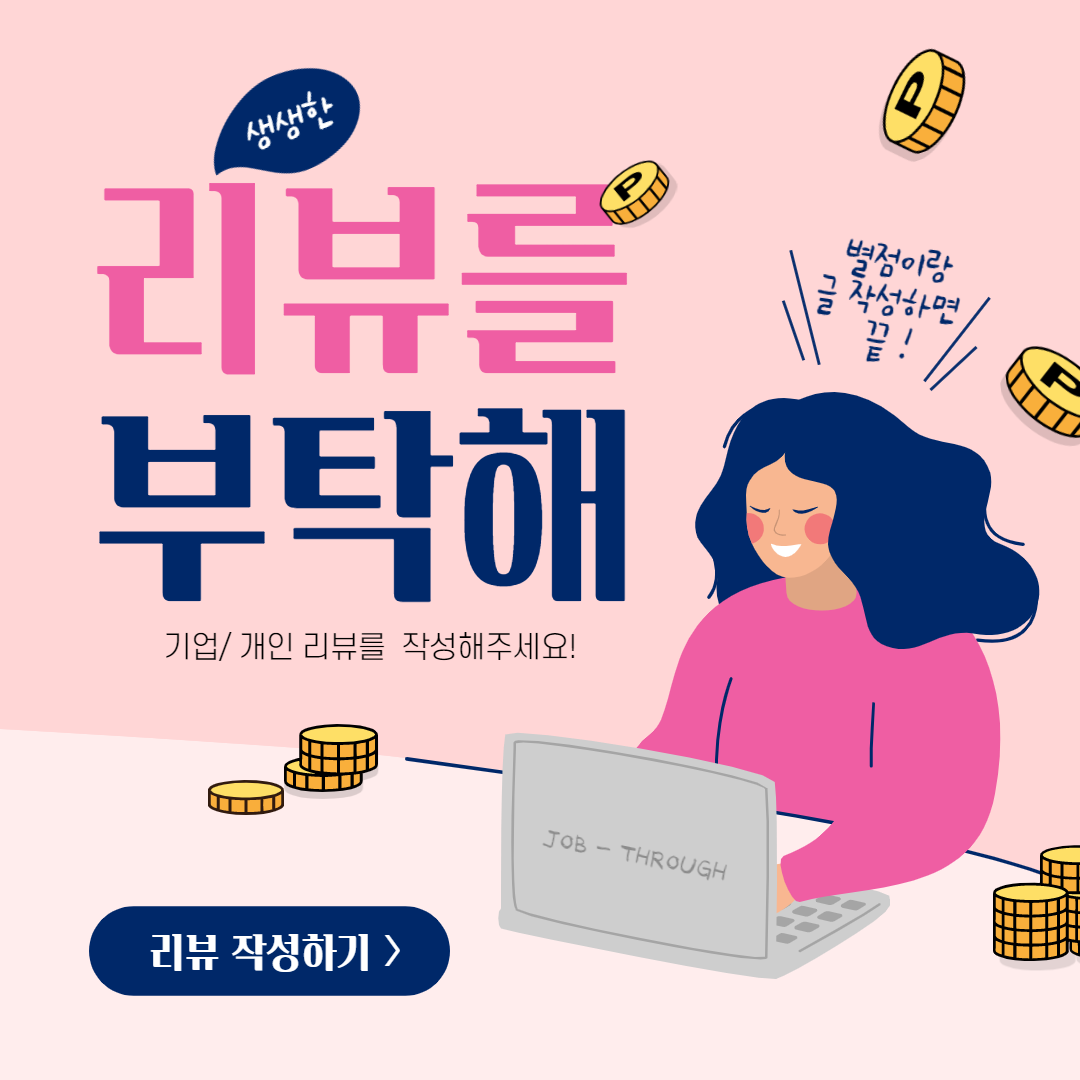 생생한
리뷰를
부탁해
기업/ 개인 리뷰를 작성해주세요!
P
P
별점이랑
글 작성하면
끝 !
P
JOB - THROUGH
리뷰 작성하기 >